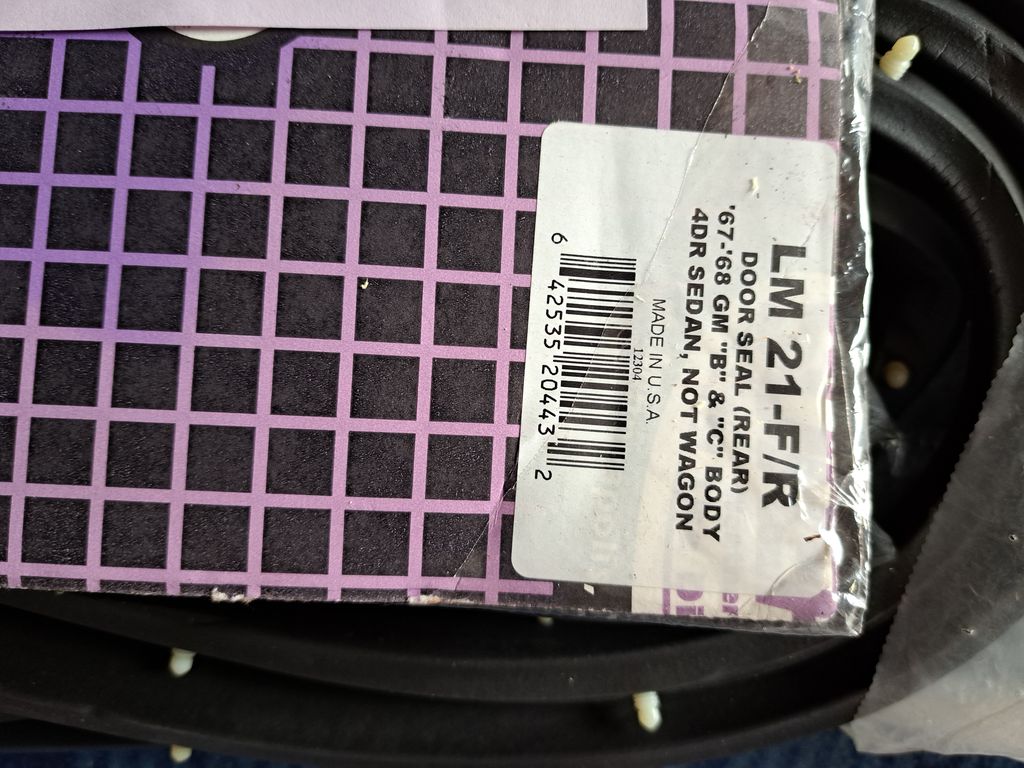 LM 21-F/R
DOOR SEAL (REAR)
'67-'68 GM "B" & "C" BODY
4DR SEDAN, NOT WAGON
MADE IN U.S.A.
12304
6 42535 20443 2